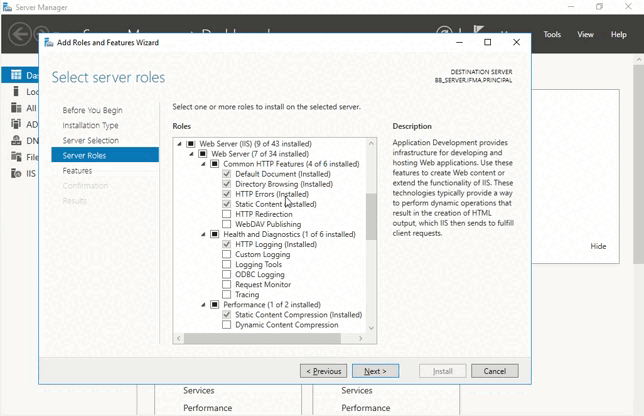 Server Manager
Tools View Help
Add Roles and Features Wizard
Select server roles
DESTINATION SERVER
BB_SERVER.IFMA.PRINCIPAL
Before You Begin
Installation Type
Server Selection
Server Roles
Features
Confirmation
Results
Select one or more roles to install on the selected server.
Roles
Web Server (IIS) (9 of 43 installed)
Web Server (7 of 34 installed)
Common HTTP Features (4 of 6 installed)
Default Document (Installed)
Directory Browsing (Installed)
HTTP Errors (Installed)
Static Content (Installed)
HTTP Redirection
WebDAV Publishing
Health and Diagnostics (1 of 6 installed)
HTTP Logging (Installed)
Custom Logging
Logging Tools
ODBC Logging
Request Monitor
Tracing
Performance (1 of 2 installed)
Static Content Compression (Installed)
Dynamic Content Compression
Description
Application Development provides
infrastructure for developing and
hosting Web applications. Use these
features to create Web content or
extend the functionality of IIS. These
technologies typically provide a way
to perform dynamic operations that
result in the creation of HTML
output, which IIS then sends to fulfill
client requests.
Hide
< Previous
Next >
Install
Cancel
Das
Loc
All
AD
DN
File
IIS
Services
Performance
Services
Performance